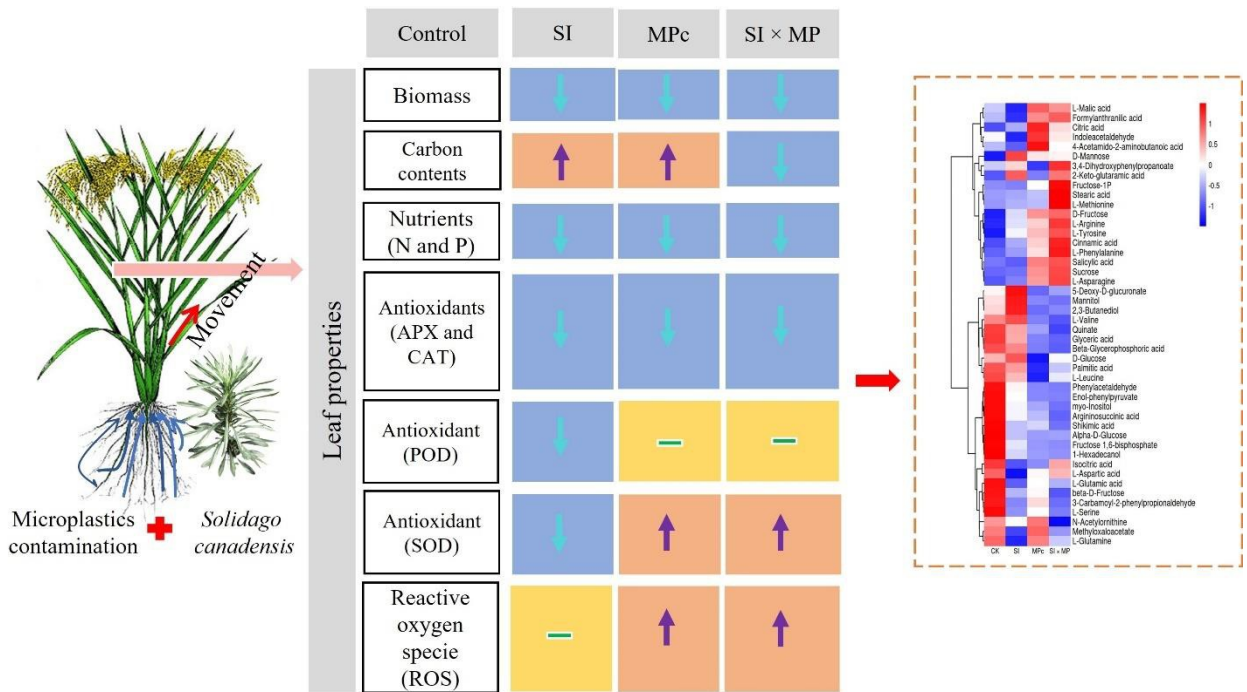 Control
SI
MPc
SI × MP
Leaf properties
Biomass
Carbon
contents
Nutrients
(N and P)
Antioxidants
(APX and
CAT)
Antioxidant
(POD)
Antioxidant
(SOD)
Reactive
oxygen
specie
(ROS)
Movement
Microplastics
contamination
Solidago
canadensis
L-Malic acid
Formylanthranilic acid
Citric acid
Indoleacetaldehyde
4-Acetamido-2-aminobutanoic acid
D-Mannose
3,4-Dihydroxyphenylpropanoate
2-Keto-glutaramic acid
Fructose-1P
Stearic acid
L-Methionine
D-Fructose
L-Arginine
L-Tyrosine
Cinnamic acid
L-Phenylalanine
Salicylic acid
Sucrose
L-Asparagine
5-Deoxy-D-glucuronate
Mannitol
2,3-Butanediol
L-Valine
Quinate
Glyceric acid
Beta-Glycerophosphoric acid
D-Glucose
Palmitic acid
L-Leucine
Phenylacetaldehyde
Enol-phenylpyruvate
myo-Inositol
Argininosuccinic acid
Shikimic acid
Alpha-D-Glucose
Fructose 1,6-bisphosphate
1-Hexadecanol
Isocitric acid
L-Aspartic acid
L-Glutamic acid
beta-D-Fructose
3-Carbamoyl-2-phenylpropionaldehyde
L-Serine
N-Acetylornithine
Methyloxaloacetate
L-Glutamine
CK
SI
MPc
SI × MP
1
0.5
0
-0.5
-1